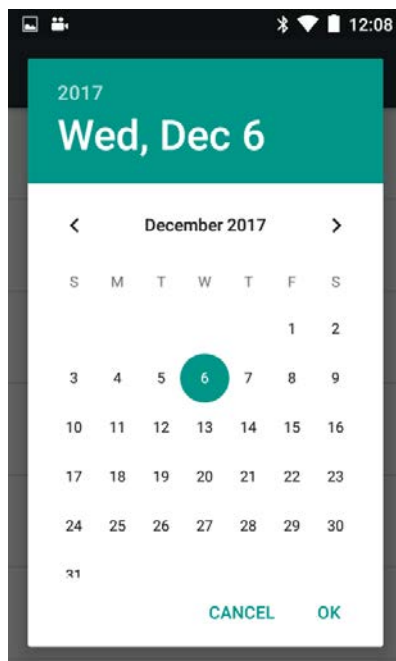 12:08
2017
Wed, Dec 6
December 2017
S M T W T F S
1 2
3 4 5 6 7 8 9
10 11 12 13 14 15 16
17 18 19 20 21 22 23
24 25 26 27 28 29 30
31
CANCEL OK